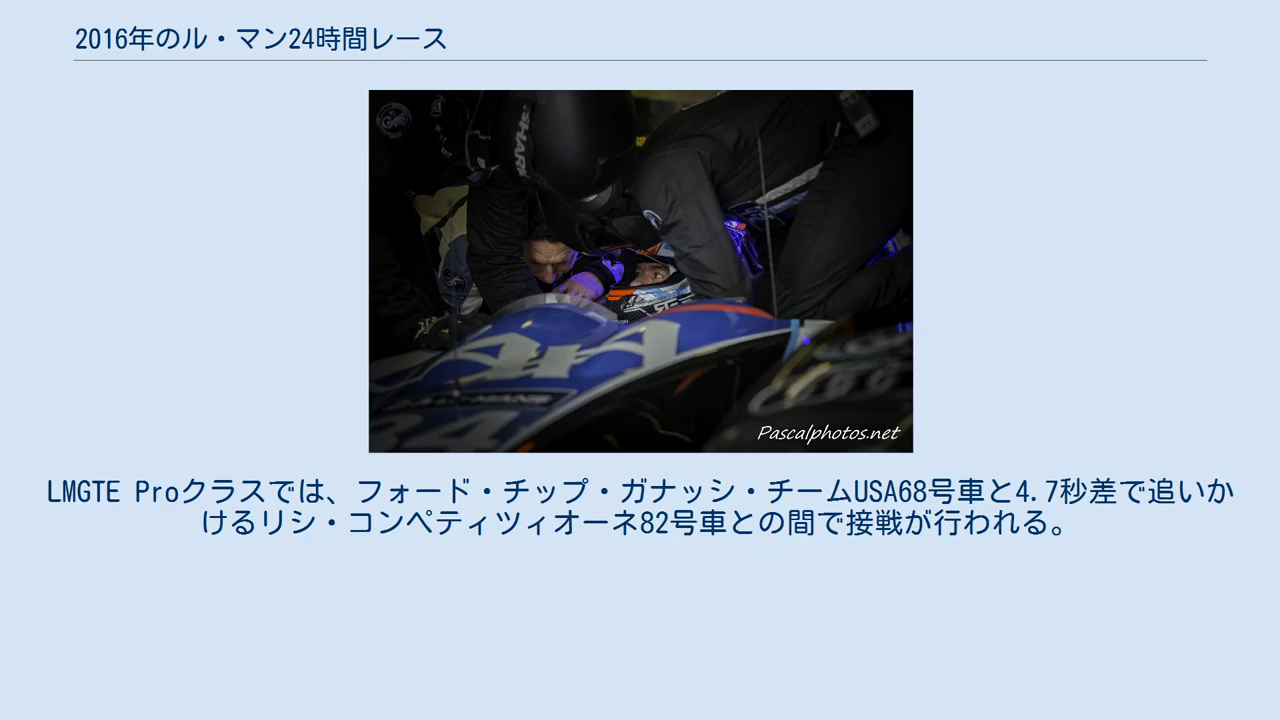 2016年のル・マン24時間レース
SHARK
Pascalphotos.net
LMGTE Proクラスでは、フォード・チップ・ガナッシ・チームUSA68号車と4.7秒差で追いか
けるリシ・コンペティツィオーネ82号車との間で接戦が行われる。